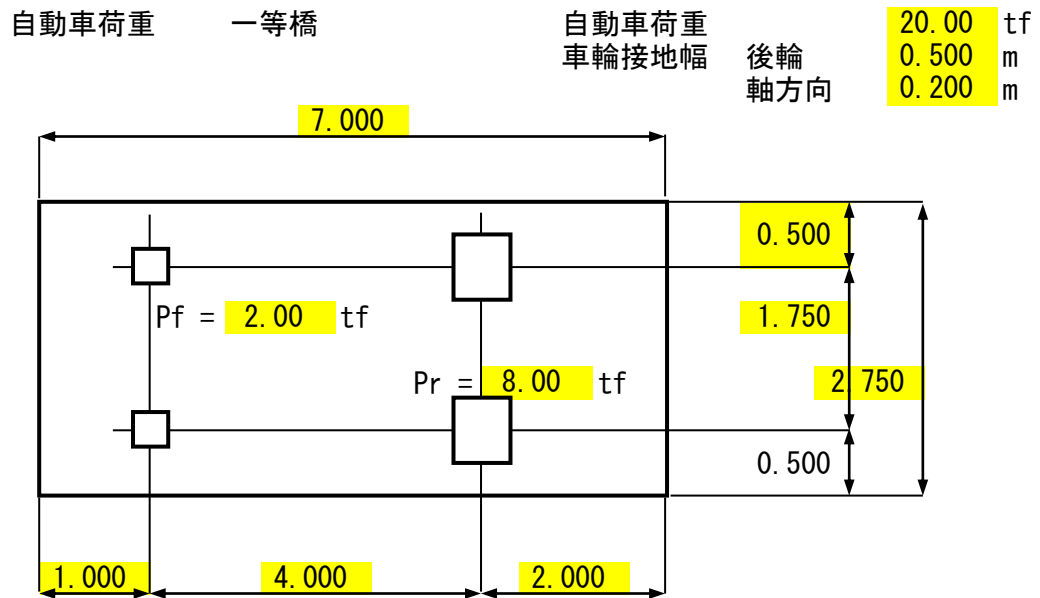 自動車荷重 一等橋 自動車荷重 20.00 tf
車輪接地幅 後輪 0.500 m
軸方向 0.200 m
7.000
0.500
Pf = 2.00 tf 1.750
Pr = 8.00 tf 2.750
0.500
1.000 4.000 2.000